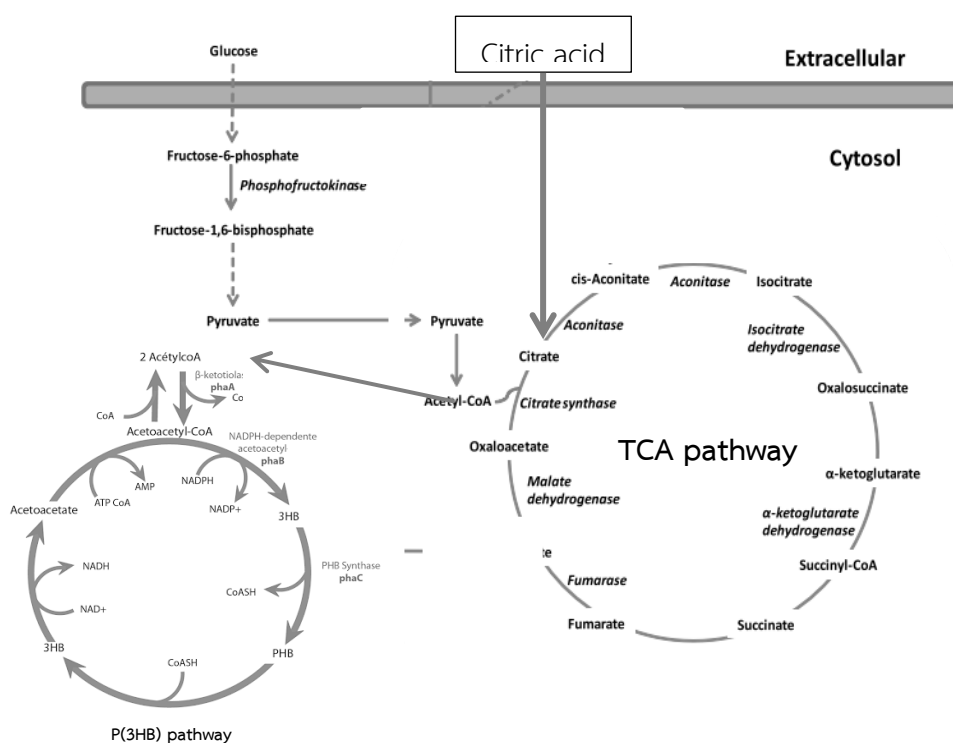 Glucose
Citric acid
Extracellular
Fructose-6-phosphate
Phosphofructokinase
Cytosol
Fructose-1,6-bisphosphate
cis-Aconitate
Aconitase
Isocitrate
Pyruvate
Pyruvate
Aconitase
Isocitrate
dehydrogenase
Citrate
2 AcétylcoA
β-ketotiolas
phaA
Co
CoA
Acetyl-CoA
Citrate synthase
Oxalosuccinate
Acetoacetyl-CoA
Oxaloacetate
TCA pathway
NADPH-dependente
acetoacetyl
phaB
α-ketoglutarate
AMP
NADPH
ATP CoA
NADP+
Malate
dehydrogenase
Acetoacetate
3HB
α-ketoglutarate
dehydrogenase
NADH
PHB Synthase
phaC
CoASH
te
Fumarase
Succinyl-CoA
NAD+
Fumarate
Succinate
3HB
PHB
CoASH
P(3HB) pathway